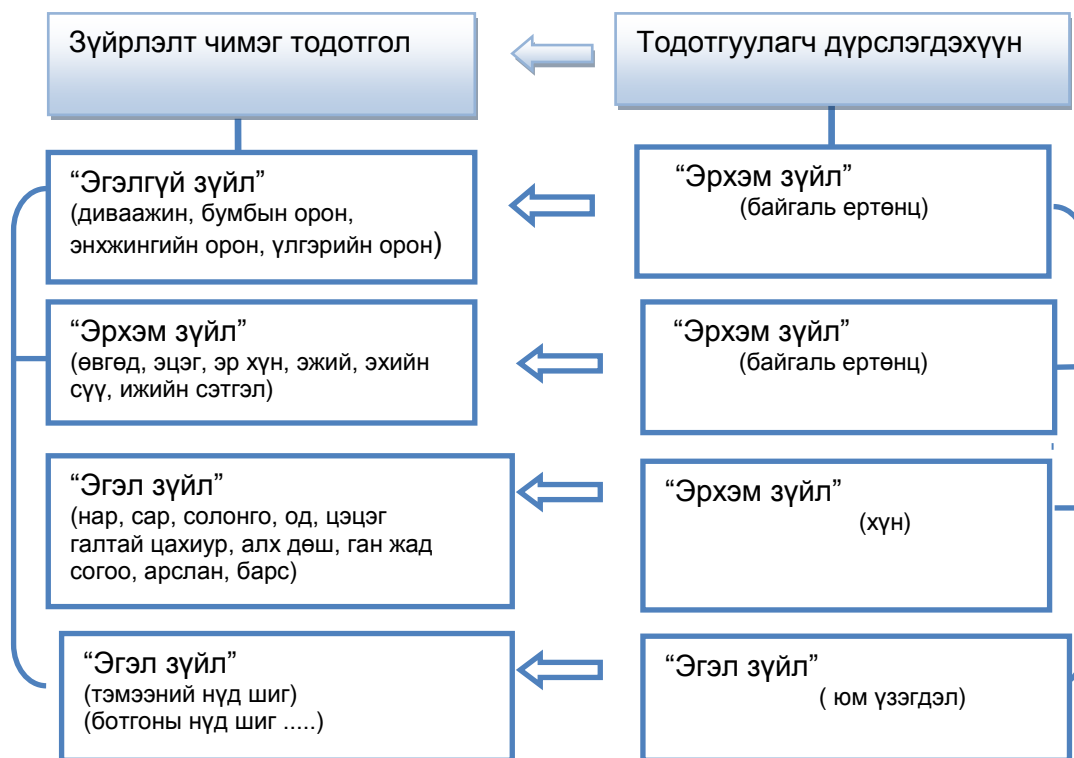 Зүйрлэлт чимэг тодотгол
Тодотгуулагч дүрслэгдэхүүн
“Эгэлгүй зүйл”
(диваажин, бумбын орон,
энхжингийн орон, үлгэрийн орон)
“Эрхэм зүйл”
(байгаль ертөнц)
“Эрхэм зүйл”
(өвгөд, эцэг, эр хүн, эжий, эхийн
сүү, ижийн сэтгэл)
“Эрхэм зүйл”
(байгаль ертөнц)
“Эгэл зүйл”
(нар, сар, солонго, од, цэцэг
галтай цахиур, алх дөш, ган жад
согоо, арслан, барс)
“Эрхэм зүйл”
(хүн)
“Эгэл зүйл”
(тэмээний нүд шиг)
(ботгоны нүд шиг .....)
“Эгэл зүйл”
( юм үзэгдэл)